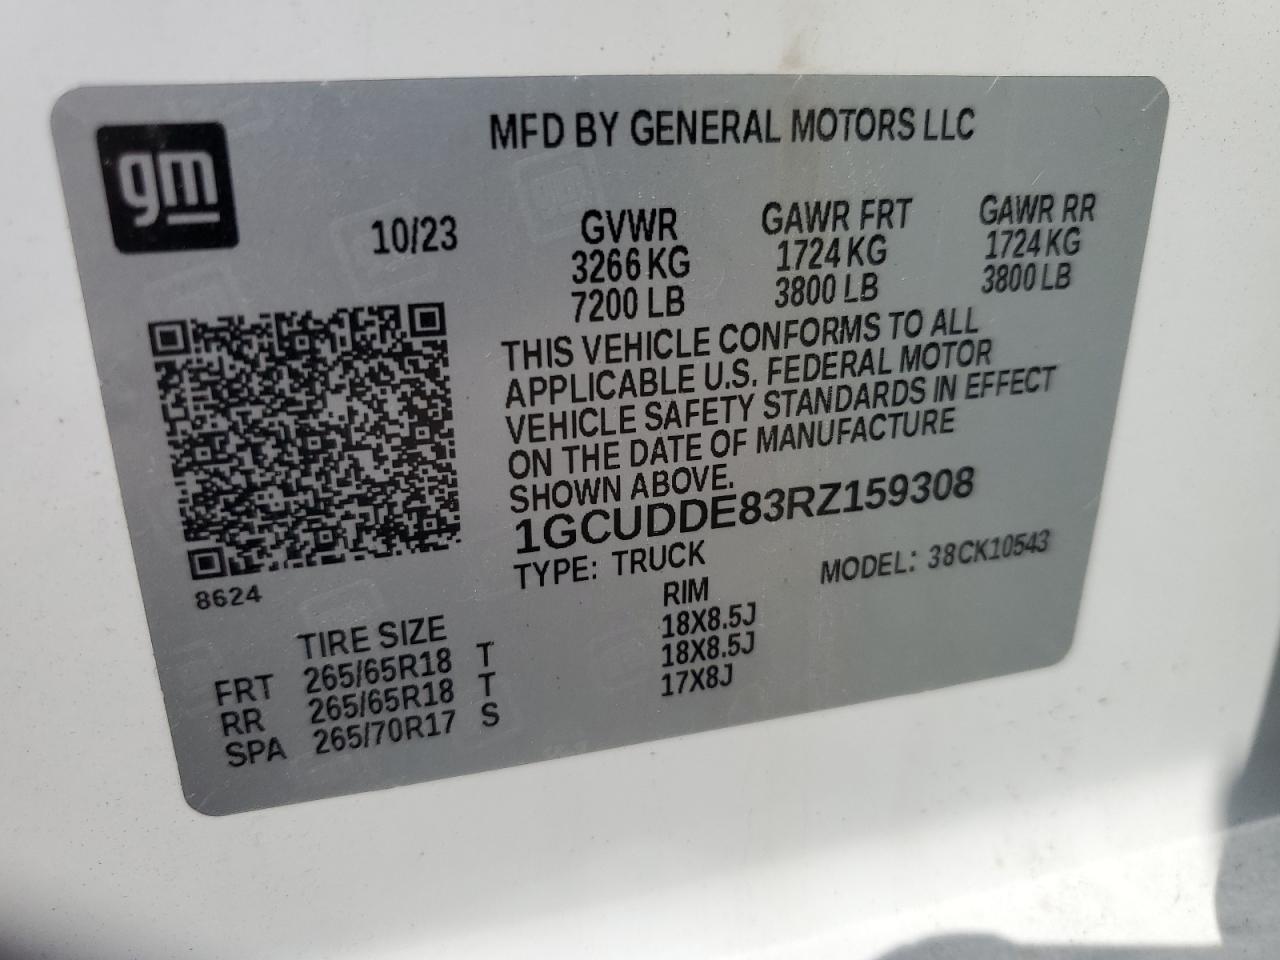 gm
MFD BY GENERAL MOTORS LLC
10/23
GVWR GAWR FRT GAWR RR
3266 KG 1724 KG 1724 KG
7200 LB 3800 LB 3800 LB
THIS VEHICLE CONFORMS TO ALL
APPLICABLE U.S. FEDERAL MOTOR
VEHICLE SAFETY STANDARDS IN EFFECT
ON THE DATE OF MANUFACTURE
SHOWN ABOVE.
1GCUDDE83RZ159308
TYPE: TRUCK MODEL: 38CK10543
8624
TIRE SIZE RIM
FRT 265/65R18 T 18X8.5J
RR 265/65R18 T 18X8.5J
SPA 265/70R17 S 17X8J